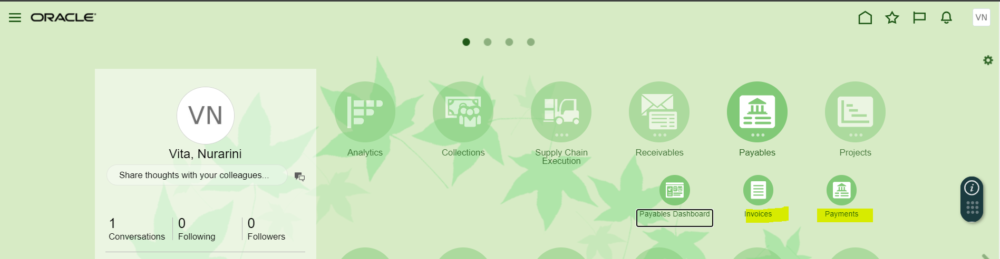 ORACLE
VN
VN
Vita, Nurarini
Share thoughts with your colleagues...
1
Conversations
0
Following
0
Followers
Analytics
Collections
Supply Chain
Execution
Receivables
Payables
Projects
Payables Dashboard
Invoices
Payments
i